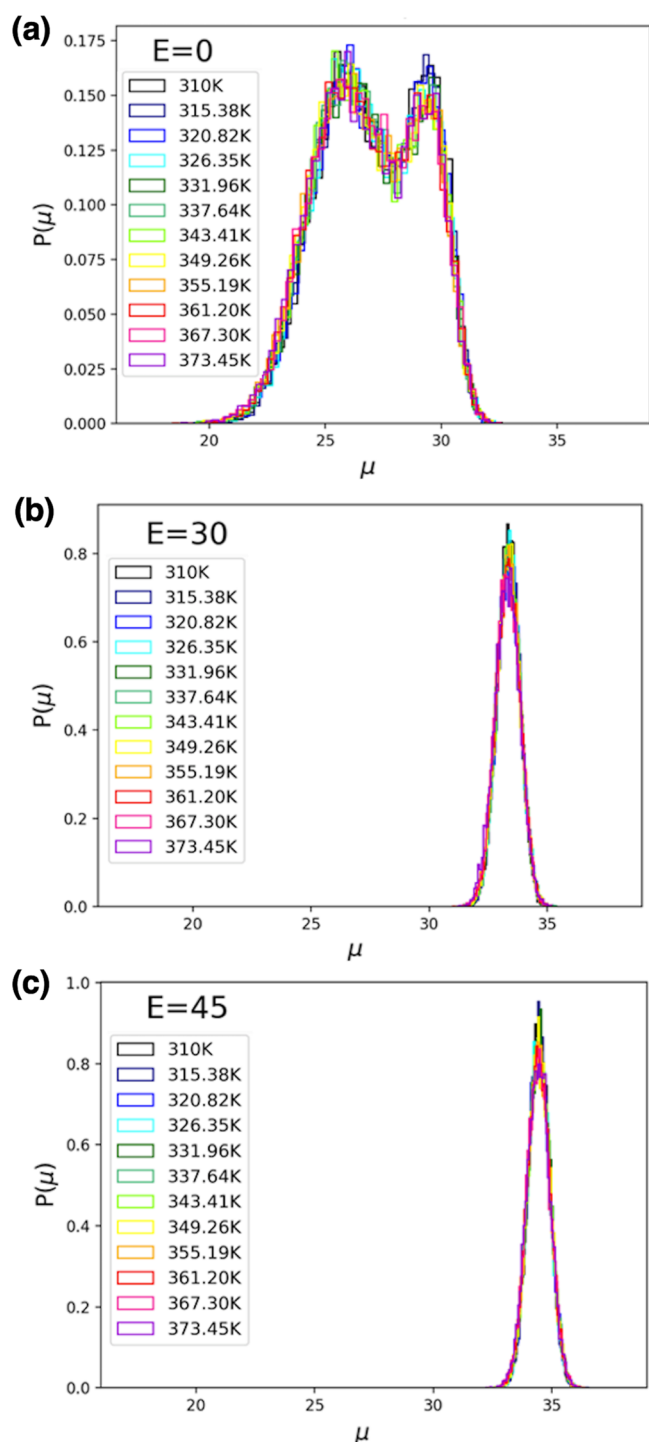 (a)
E=0
310K
315.38K
320.82K
326.35K
331.96K
337.64K
343.41K
349.26K
355.19K
361.20K
367.30K
373.45K
P(μ)
0.175
0.150
0.125
0.100
0.075
0.050
0.025
0.000
20 25 30 35
μ
(b)
E=30
310K
315.38K
320.82K
326.35K
331.96K
337.64K
343.41K
349.26K
355.19K
361.20K
367.30K
373.45K
P(μ)
0.8
0.6
0.4
0.2
0.0
20 25 30 35
μ
(c)
E=45
310K
315.38K
320.82K
326.35K
331.96K
337.64K
343.41K
349.26K
355.19K
361.20K
367.30K
373.45K
P(μ)
1.0
0.8
0.6
0.4
0.2
0.0
20 25 30 35
μ